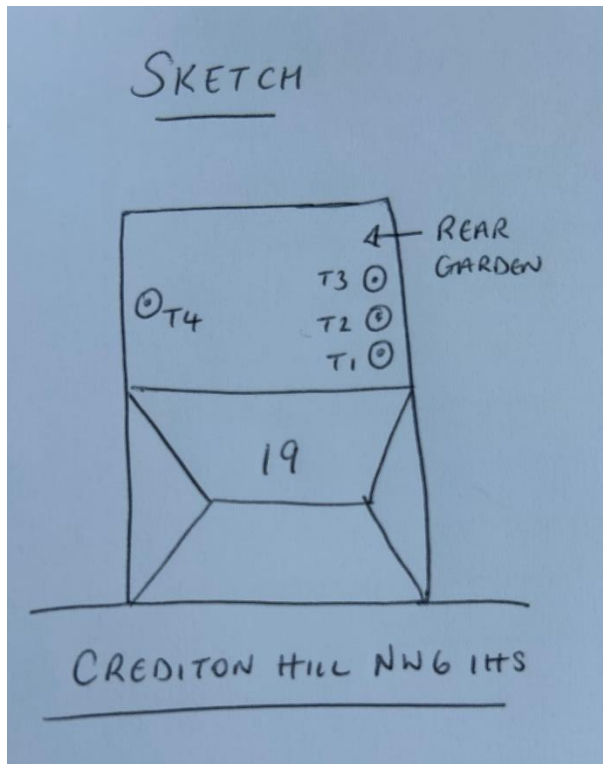 SKETCH
REAR
GARDEN
T3
T4
T2
T1
19
CREDITON HILL NW6 1HS